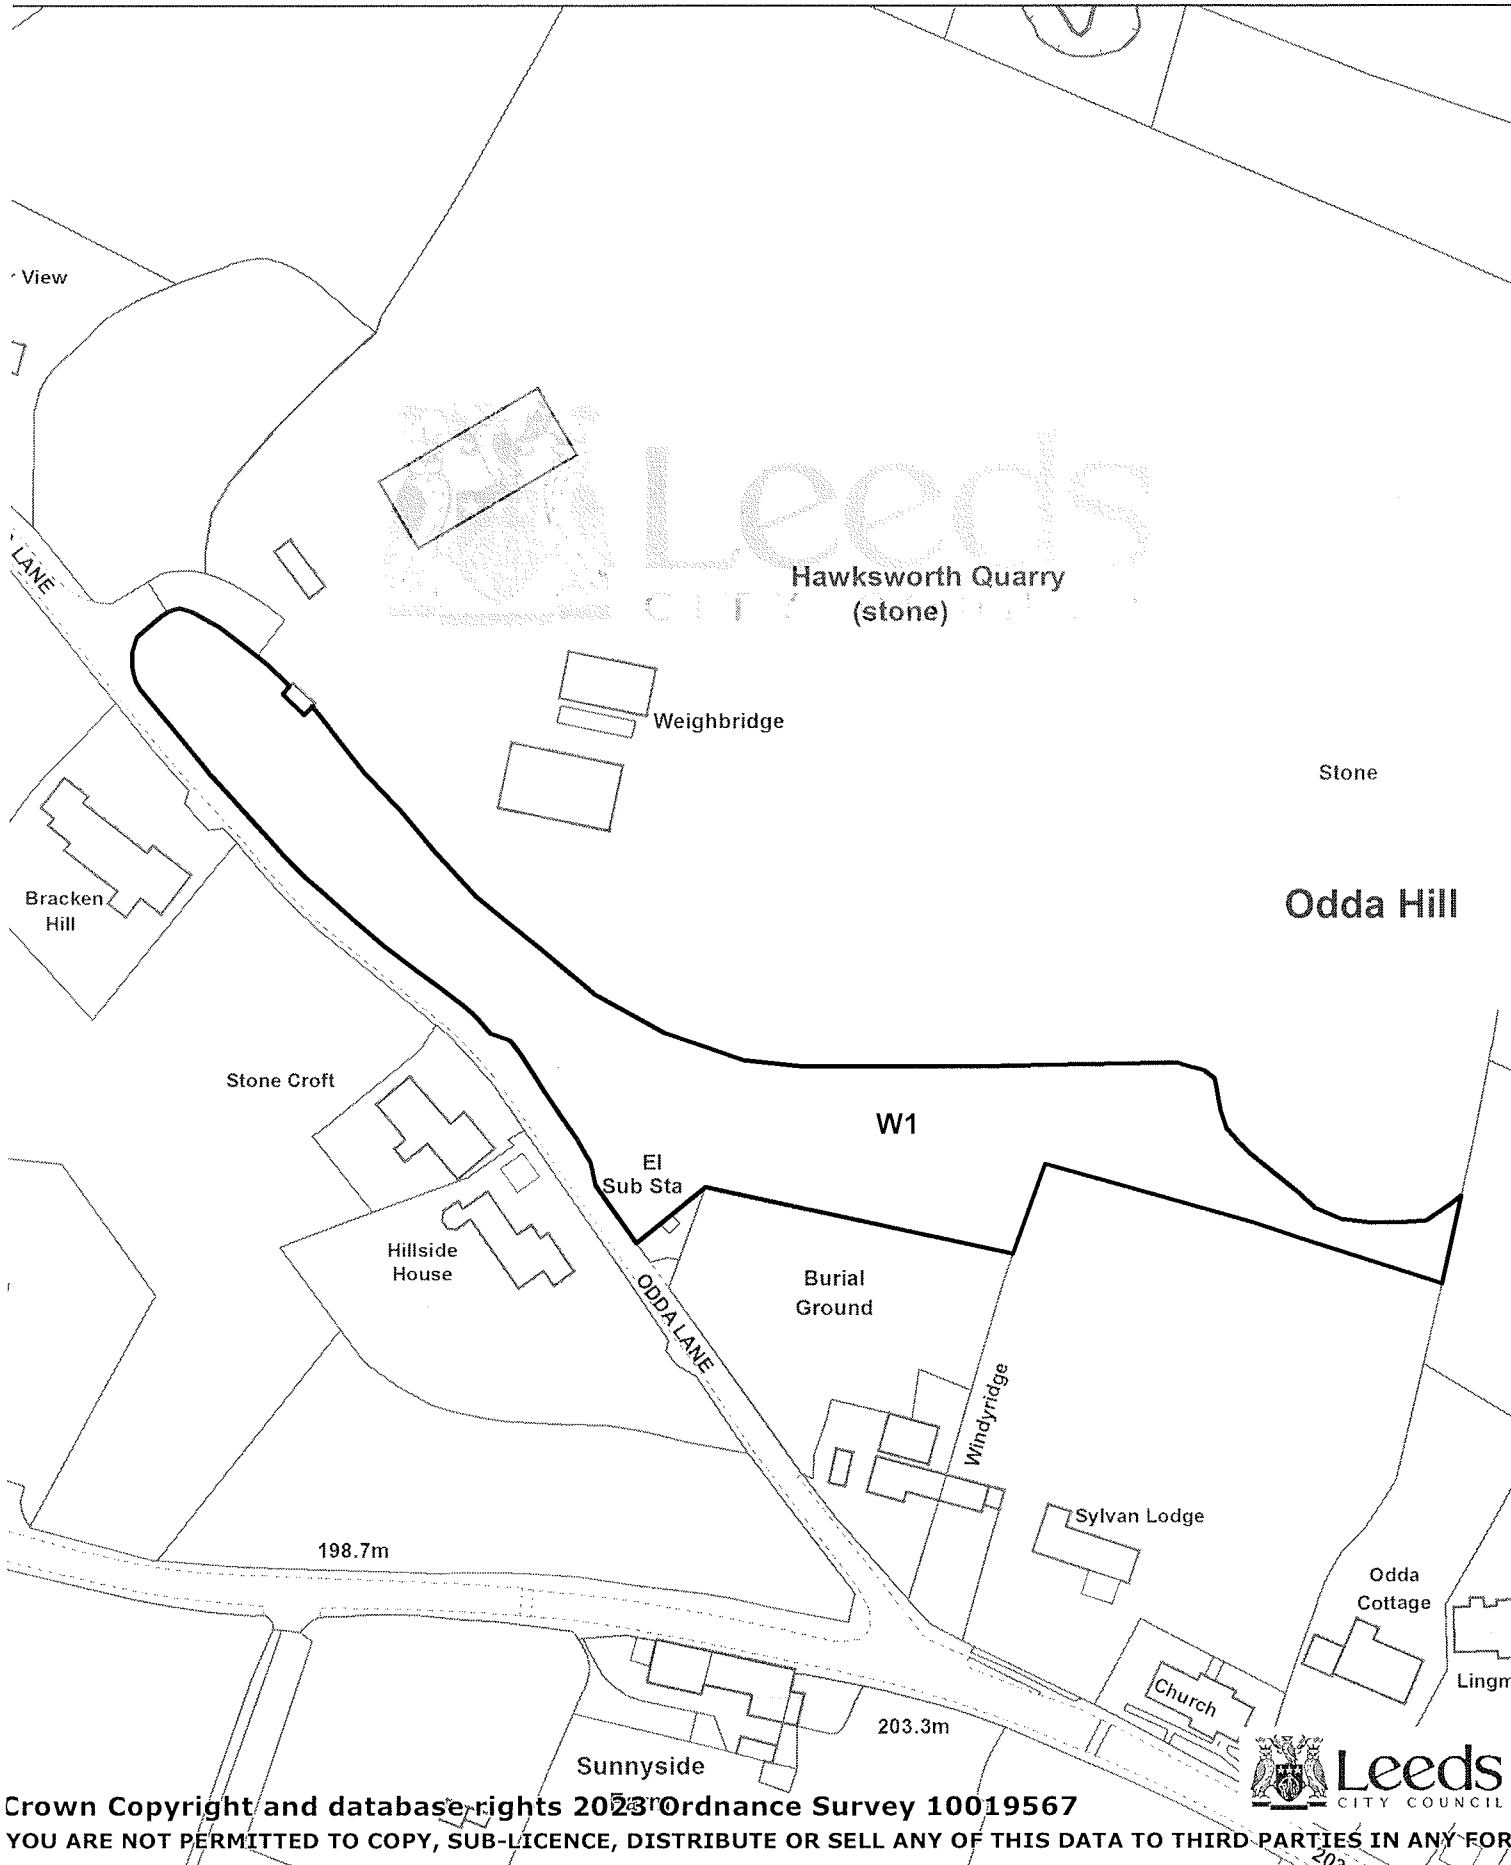 View
LANE
Leeds
Hawksworth Quarry
(stone)
Weighbridge
Stone
Bracken
Hill
Odda Hill
Stone Croft
W1
El
Sub Sta
Hillside
House
ODDA LANE
Burial
Ground
Windyridge
Sylvan Lodge
198.7m
Odda
Cottage
Church
203.3m
Sunnyside
Leeds
CITY COUNCIL
Crown Copyright and database rights 2023 Ordnance Survey 10019567
YOU ARE NOT PERMITTED TO COPY, SUB-LICENCE, DISTRIBUTE OR SELL ANY OF THIS DATA TO THIRD PARTIES IN ANY FOR